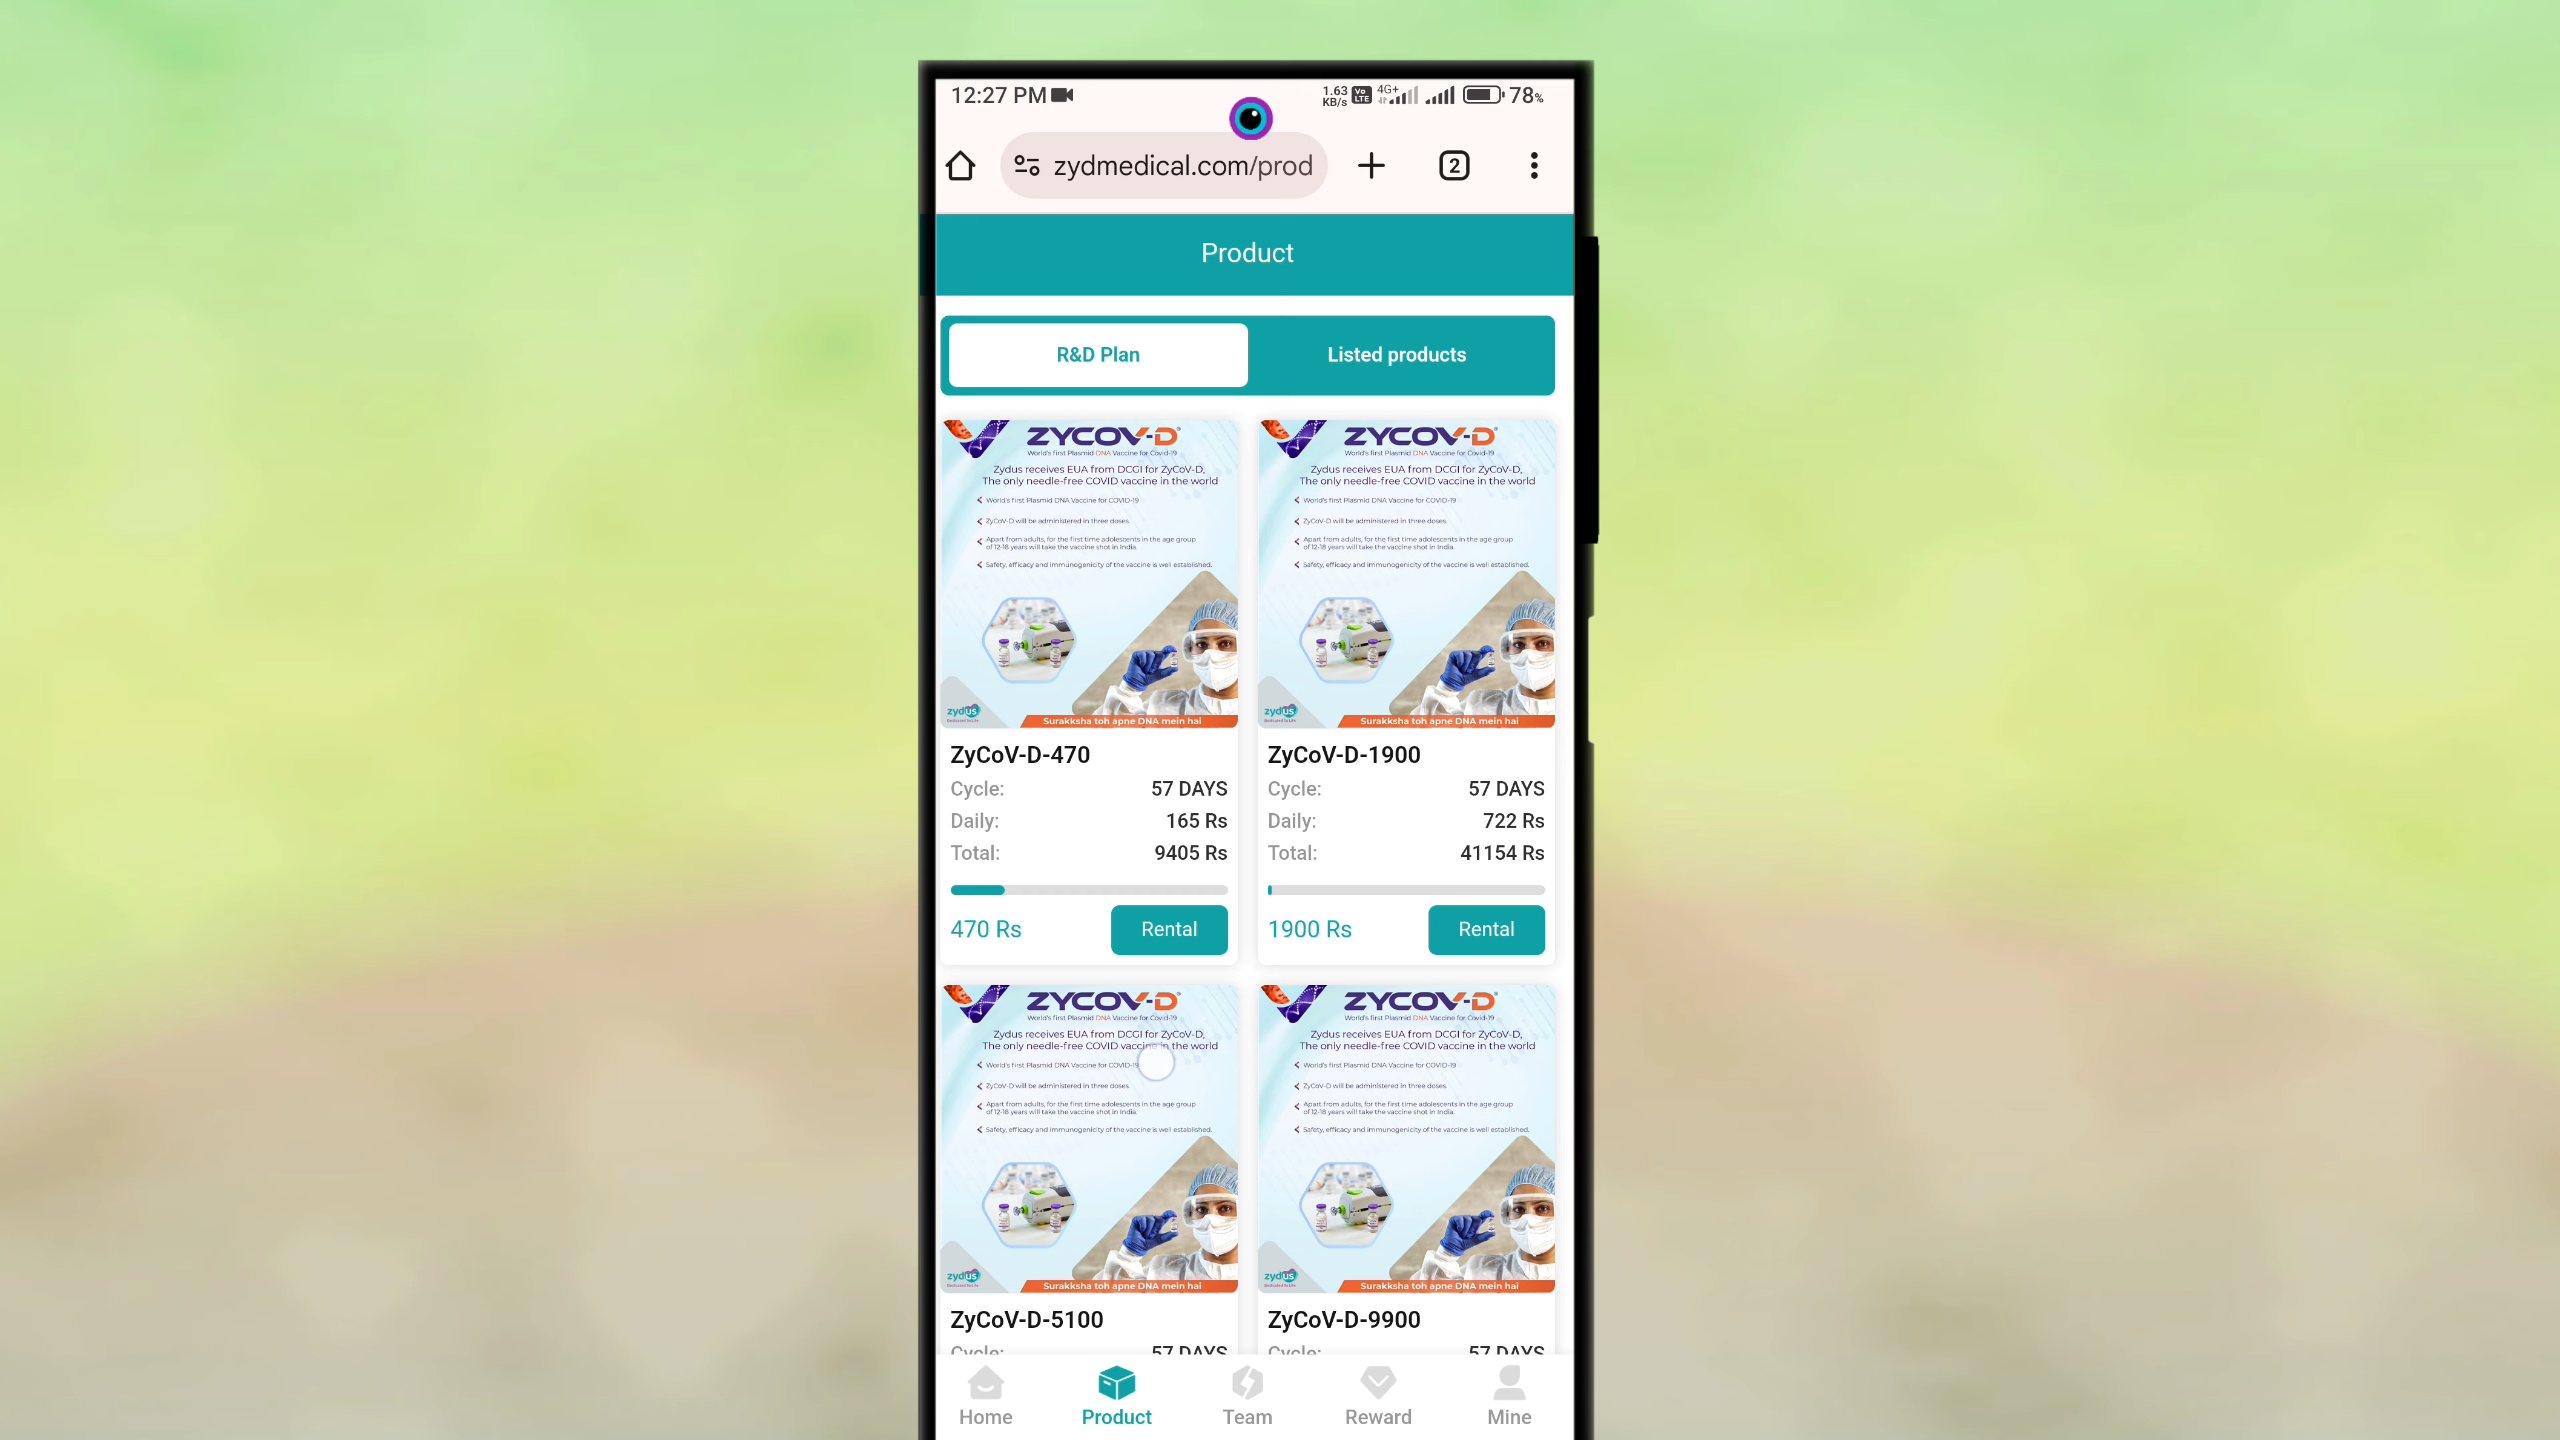 12:27 PM
1.63
KB/s
Vo
LTE
4G+
78%
zydmedical.com/prod
2
Product
R&D Plan
Listed products
ZYCOV-D
World's first Plasmid DNA Vaccine for Covid-19
Zydus receives EUA from DCGI for ZyCoV-D,
The only needle-free COVID vaccine in the world
World's first Plasmid DNA Vaccine for COVID-19
ZyCoV-D will be administered in three doses.
Apart from adults, for the first time adolescents in the age group
of 12-18 years will take the vaccine shot in India.
Safety, efficacy and immunogenicity of the vaccine is well established.
zydus
Dedicated To Life
Surakksha toh apne DNA mein hai
ZyCoV-D-470
Cycle: 57 DAYS
Daily: 165 Rs
Total: 9405 Rs
470 Rs
Rental
ZYCOV-D
World's first Plasmid DNA Vaccine for Covid-19
Zydus receives EUA from DCGI for ZyCoV-D,
The only needle-free COVID vaccine in the world
World's first Plasmid DNA Vaccine for COVID-19
ZyCoV-D will be administered in three doses.
Apart from adults, for the first time adolescents in the age group
of 12-18 years will take the vaccine shot in India.
Safety, efficacy and immunogenicity of the vaccine is well established.
zydus
Dedicated To Life
Surakksha toh apne DNA mein hai
ZyCoV-D-1900
Cycle: 57 DAYS
Daily: 722 Rs
Total: 41154 Rs
1900 Rs
Rental
ZYCOV-D
World's first Plasmid DNA Vaccine for Covid-19
Zydus receives EUA from DCGI for ZyCoV-D,
The only needle-free COVID vaccine in the world
World's first Plasmid DNA Vaccine for COVID-19
ZyCoV-D will be administered in three doses.
Apart from adults, for the first time adolescents in the age group
of 12-18 years will take the vaccine shot in India.
Safety, efficacy and immunogenicity of the vaccine is well established.
zydus
Dedicated To Life
Surakksha toh apne DNA mein hai
ZyCoV-D-5100
Cycle: 57 DAYS
ZYCOV-D
World's first Plasmid DNA Vaccine for Covid-19
Zydus receives EUA from DCGI for ZyCoV-D,
The only needle-free COVID vaccine in the world
World's first Plasmid DNA Vaccine for COVID-19
ZyCoV-D will be administered in three doses.
Apart from adults, for the first time adolescents in the age group
of 12-18 years will take the vaccine shot in India.
Safety, efficacy and immunogenicity of the vaccine is well established.
zydus
Dedicated To Life
Surakksha toh apne DNA mein hai
ZyCoV-D-9900
Cycle: 57 DAYS
Home
Product
Team
Reward
Mine